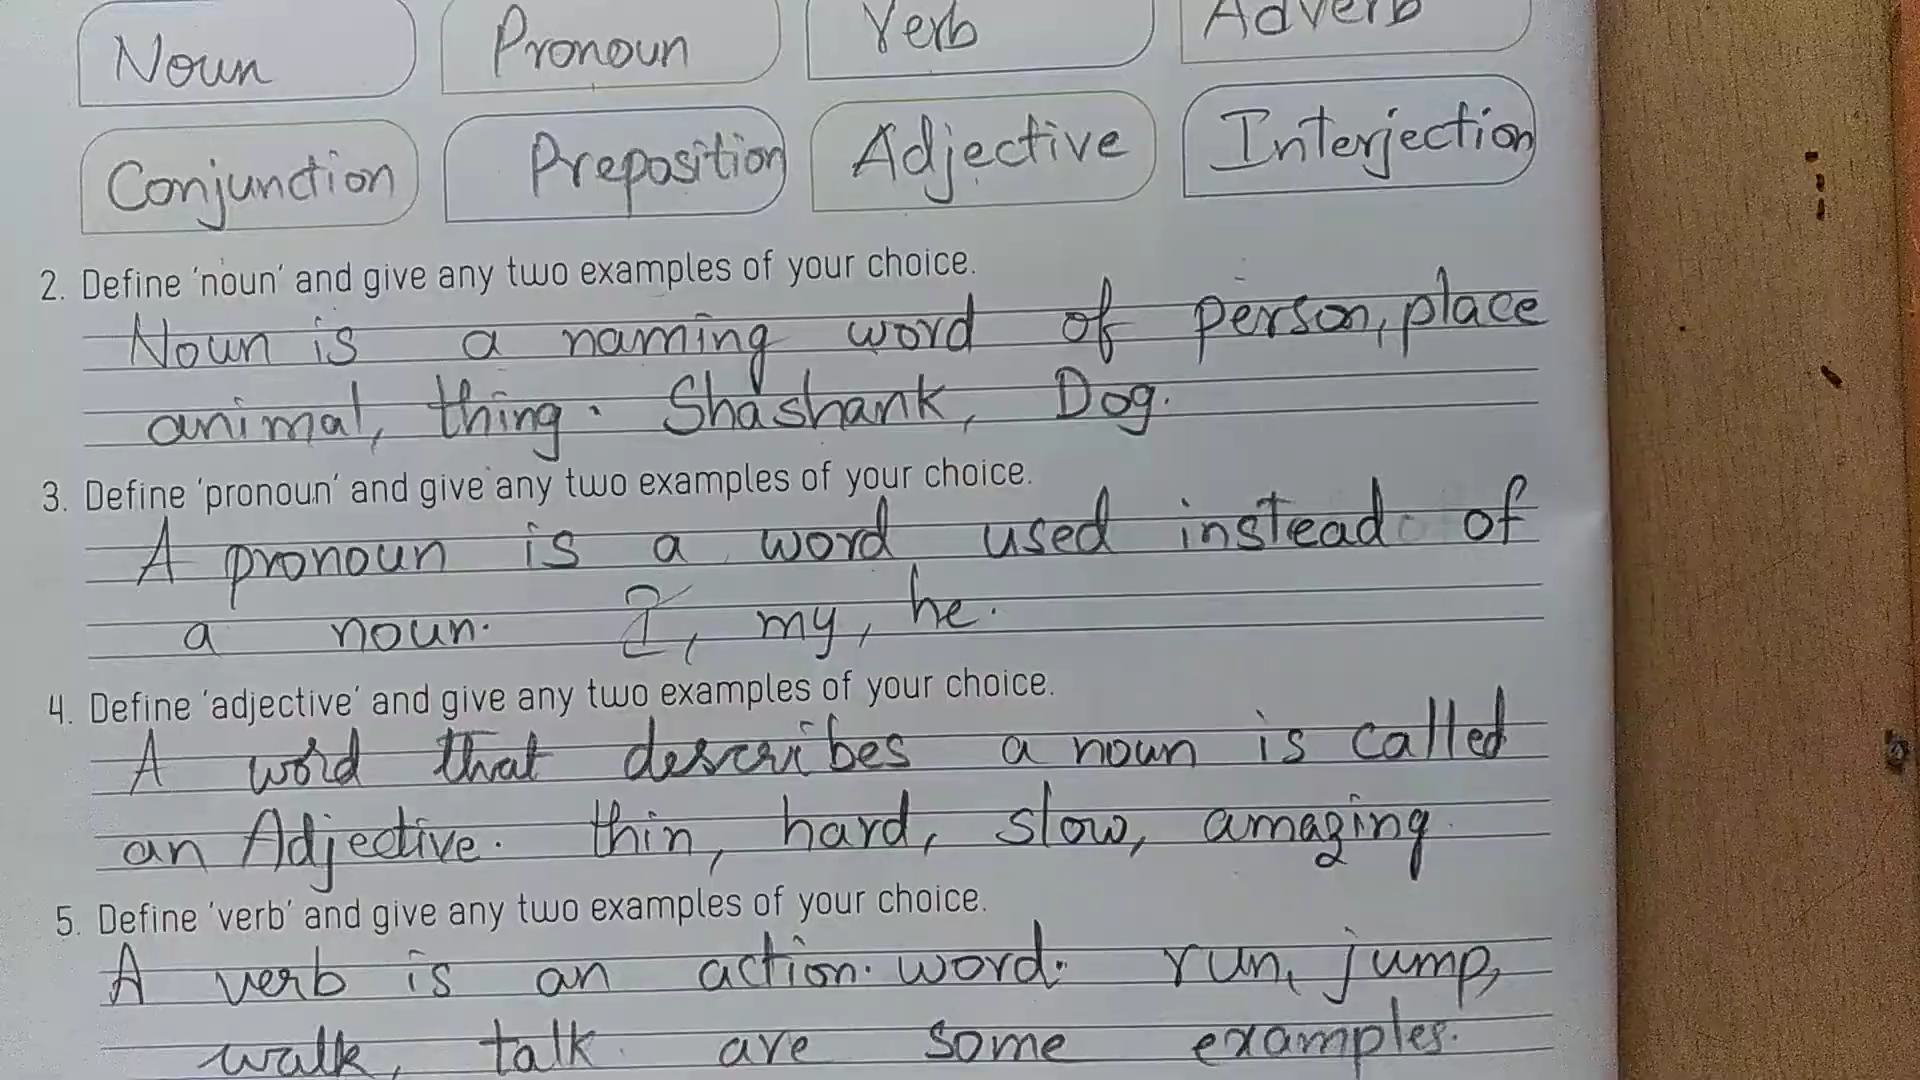 Noun Pronoun Verb Adverb
Conjunction Preposition Adjective Interjection
2. Define 'noun' and give any two examples of your choice.
Noun is a naming word of person, place
animal, thing. Shashank, Dog.
3. Define 'pronoun' and give any two examples of your choice.
A pronoun is a word used instead of
a noun. I, my, he.
4. Define 'adjective' and give any two examples of your choice.
A word that describes a noun is called
an Adjective. thin, hard, slow, amazing
5. Define 'verb' and give any two examples of your choice.
A verb is an action word. run, jump,
walk, talk are some examples.